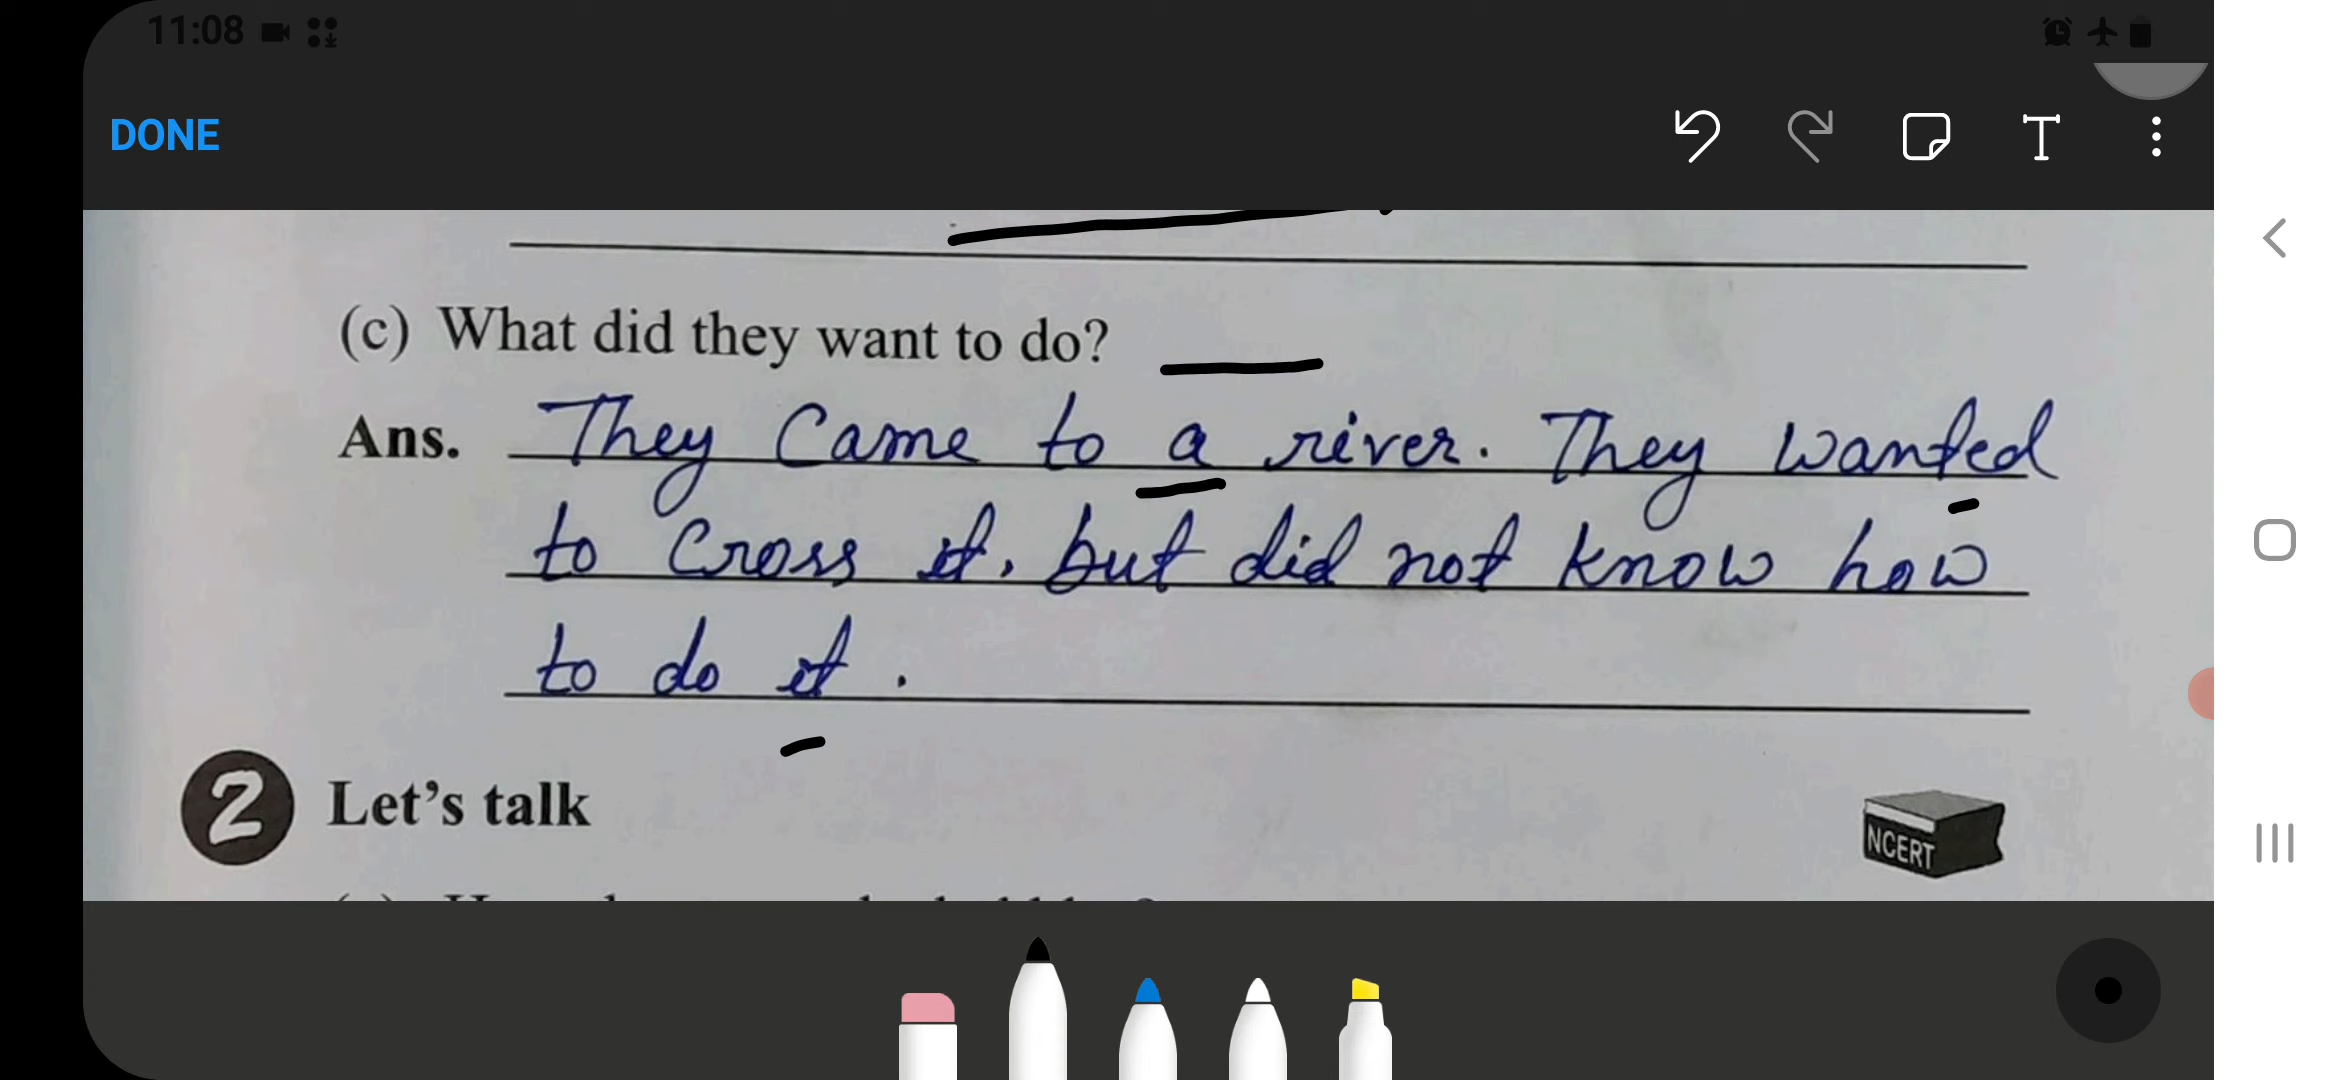 11:08
DONE
T
(c) What did they want to do?
Ans. They Came to a river. They wanted
to Cross it, but did not know how
to do it.
2 Let's talk
NCERT